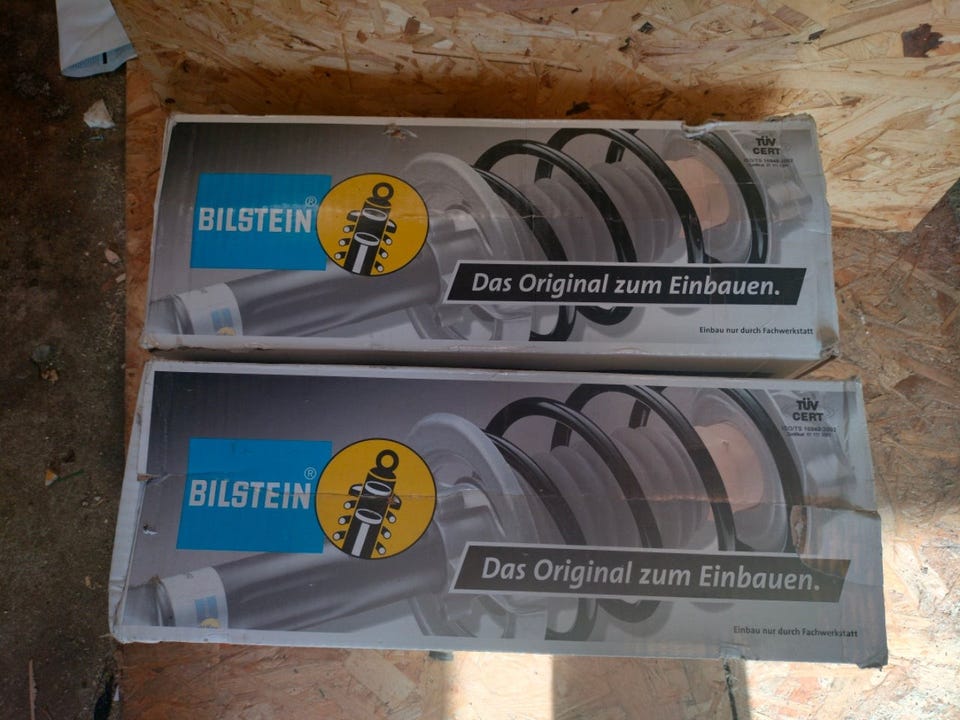 TÜV
CERT
BILSTEIN®
Das Original zum Einbauen.
Einbau nur durch Fachwerkstatt
TÜV
CERT
BILSTEIN®
Das Original zum Einbauen.
Einbau nur durch Fachwerkstatt